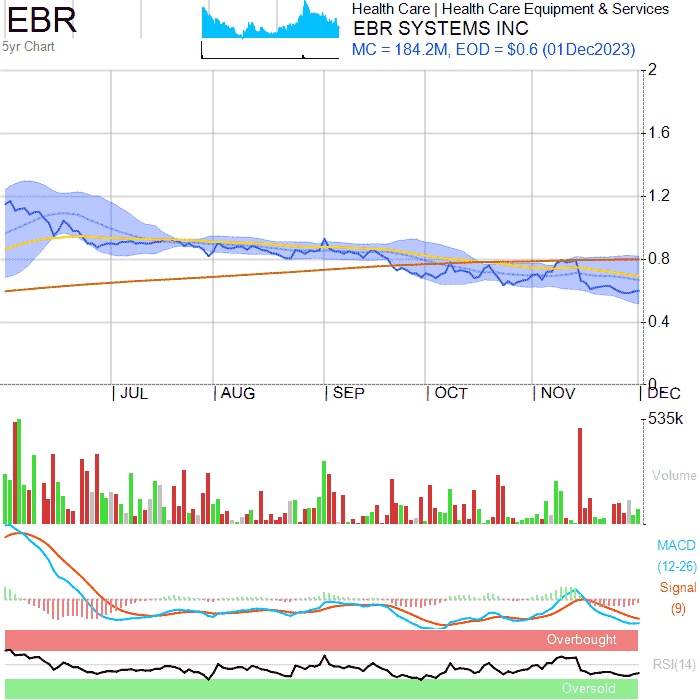 EBR
5yr Chart
Health Care | Health Care Equipment & Services
EBR SYSTEMS INC
MC = 184.2M, EOD = $0.6 (01Dec2023)
2
1.6
1.2
0.8
0.4
0
JUL
AUG
SEP
OCT
NOV
DEC
535k
Volume
MACD
(12-26)
Signal
(9)
Overbought
RSI(14)
Oversold